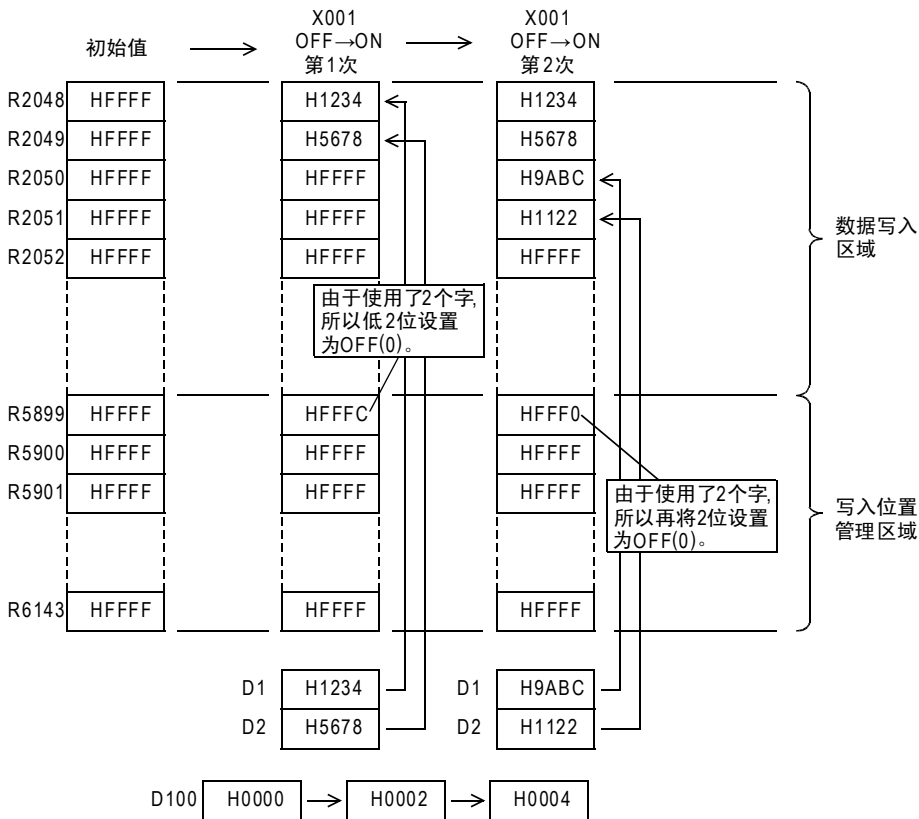 初始值 X001 X001
OFF→ON OFF→ON
第1次 第2次
R2048 HFFFF H1234 H1234
R2049 HFFFF H5678 H5678
R2050 HFFFF HFFFF H9ABC
R2051 HFFFF HFFFF H1122
R2052 HFFFF HFFFF HFFFF
数据写入
区域
由于使用了2个字,
所以低2位设置
为OFF(0)。
R5899 HFFFF HFFFC HFFF0
R5900 HFFFF HFFFF HFFFF
R5901 HFFFF HFFFF HFFFF
由于使用了2个字,
所以再将2位设置
为OFF(0)。
写入位置
管理区域
R6143 HFFFF HFFFF HFFFF
D1 H1234 D1 H9ABC
D2 H5678 D2 H1122
D100 H0000 H0002 H0004